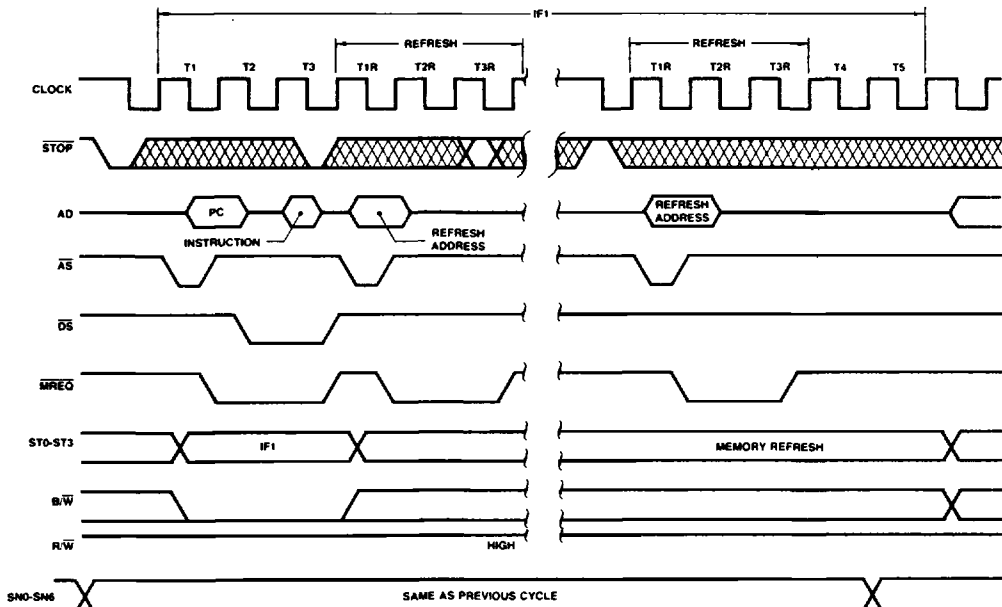 IF1
REFRESH REFRESH
T1 T2 T3 T1R T2R T3R T1R T2R T3R T4 T5
CLOCK
STOP
AD PC REFRESH ADDRESS
INSTRUCTION REFRESH ADDRESS
AS
DS
MREQ
ST0-ST3 IF1 MEMORY REFRESH
B/W
R/W HIGH
SN0-SN6 SAME AS PREVIOUS CYCLE